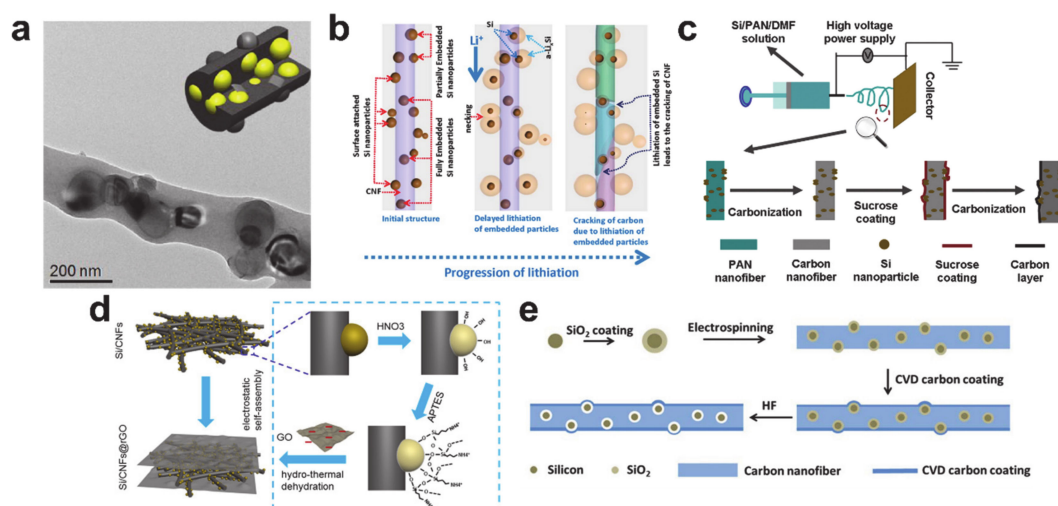 a
200 nm
b
Li⁺
Si
a-LiₓSi
Surface attached
Si nanoparticles
Partially Embedded
Si nanoparticles
Fully Embedded
Si nanoparticles
necking
CNF
Lithiation of embedded Si
leads to the cracking of CNF
Initial structure
Delayed lithiation
of embedded particles
Cracking of carbon
due to lithiation of
embedded particles
Progression of lithiation
c
Si/PAN/DMF
solution
High voltage
power supply
V
Collector
Carbonization
Sucrose
coating
Carbonization
PAN
nanofiber
Carbon
nanofiber
Si
nanoparticle
Sucrose
coating
Carbon
layer
d
Si/CNFs
HNO3
OH
OH
OH
OH
OH
electrostatic
self-assembly
APTES
GO
hydro-thermal
dehydration
Si/CNFs@rGO
e
SiO₂ coating
Electrospinning
CVD carbon coating
HF
Silicon
SiO₂
Carbon nanofiber
CVD carbon coating